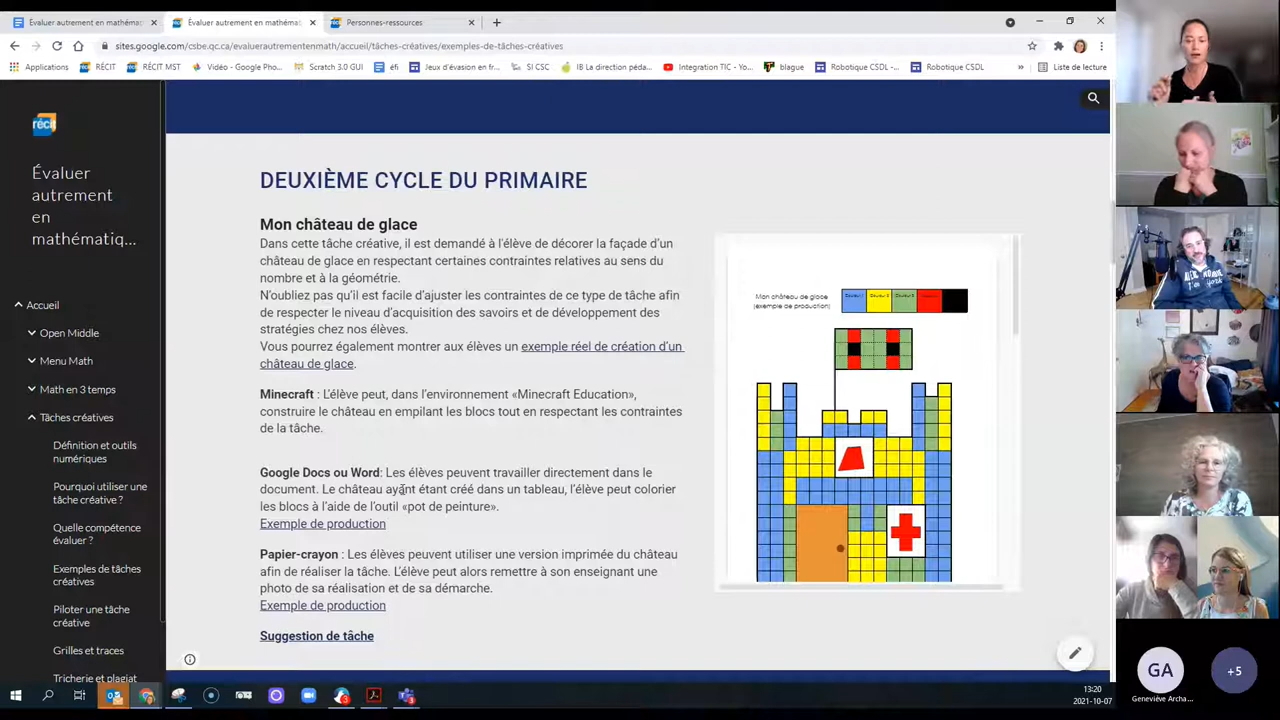 Évaluer autrement en mathémat
Évaluer autrement en mathémat
Personnes-ressources
sites.google.com/csbe.qc.ca/evaluerautrementenmath/accueil/tâches-créatives/exemples-de-tâches-créatives
Applications
RÉCIT
RÉCIT MST
Vidéo - Google Pho...
Scratch 3.0 GUI
éfi
Jeux d'évasion en fr...
SI CSC
IB La direction péda...
Integration TIC - Yo...
blague
Robotique CSDL -...
Robotique CSDL
»
Liste de lecture
récit
Évaluer
autrement
en
mathématiq...
Accueil
Open Middle
Menu Math
Math en 3 temps
Tâches créatives
Définition et outils
numériques
Pourquoi utiliser une
tâche créative ?
Quelle compétence
évaluer ?
Exemples de tâches
créatives
Piloter une tâche
créative
Grilles et traces
Tricherie et plagiat
DEUXIÈME CYCLE DU PRIMAIRE
Mon château de glace
Dans cette tâche créative, il est demandé à l'élève de décorer la façade d'un
château de glace en respectant certaines contraintes relatives au sens du
nombre et à la géométrie.
N'oubliez pas qu'il est facile d'ajuster les contraintes de ce type de tâche afin
de respecter le niveau d'acquisition des savoirs et de développement des
stratégies chez nos élèves.
Vous pourrez également montrer aux élèves un exemple réel de création d'un
château de glace.
Minecraft : L'élève peut, dans l'environnement «Minecraft Education»,
construire le château en empilant les blocs tout en respectant les contraintes
de la tâche.
Google Docs ou Word: Les élèves peuvent travailler directement dans le
document. Le château ayant étant créé dans un tableau, l'élève peut colorier
les blocs à l'aide de l'outil «pot de peinture».
Exemple de production
Papier-crayon : Les élèves peuvent utiliser une version imprimée du château
afin de réaliser la tâche. L'élève peut alors remettre à son enseignant une
photo de sa réalisation et de sa démarche.
Exemple de production
Suggestion de tâche
Mon château de glace
(exemple de production)
Couleur 1
Couleur 2
Couleur 3
GA
Geneviève Archa...
+5
13:20
2021-10-07